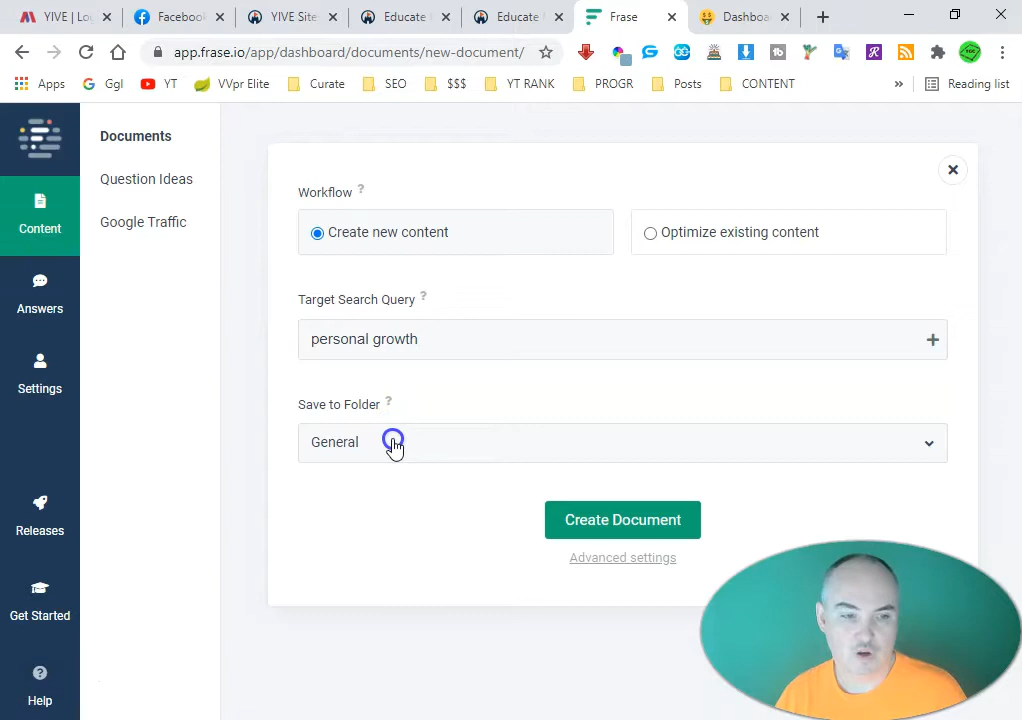 YIVE | Lo
Facebook
YIVE Site
Educate
Educate
Frase
Dashboa
app.frase.io/app/dashboard/documents/new-document/
Apps
Ggl
YT
VVpr Elite
Curate
SEO
$$$
YT RANK
PROGR
Posts
CONTENT
»
Reading list
Content
Answers
Settings
Releases
Get Started
Help
Documents
Question Ideas
Google Traffic
Workflow ?
Create new content
Optimize existing content
Target Search Query ?
personal growth
Save to Folder ?
General
Create Document
Advanced settings